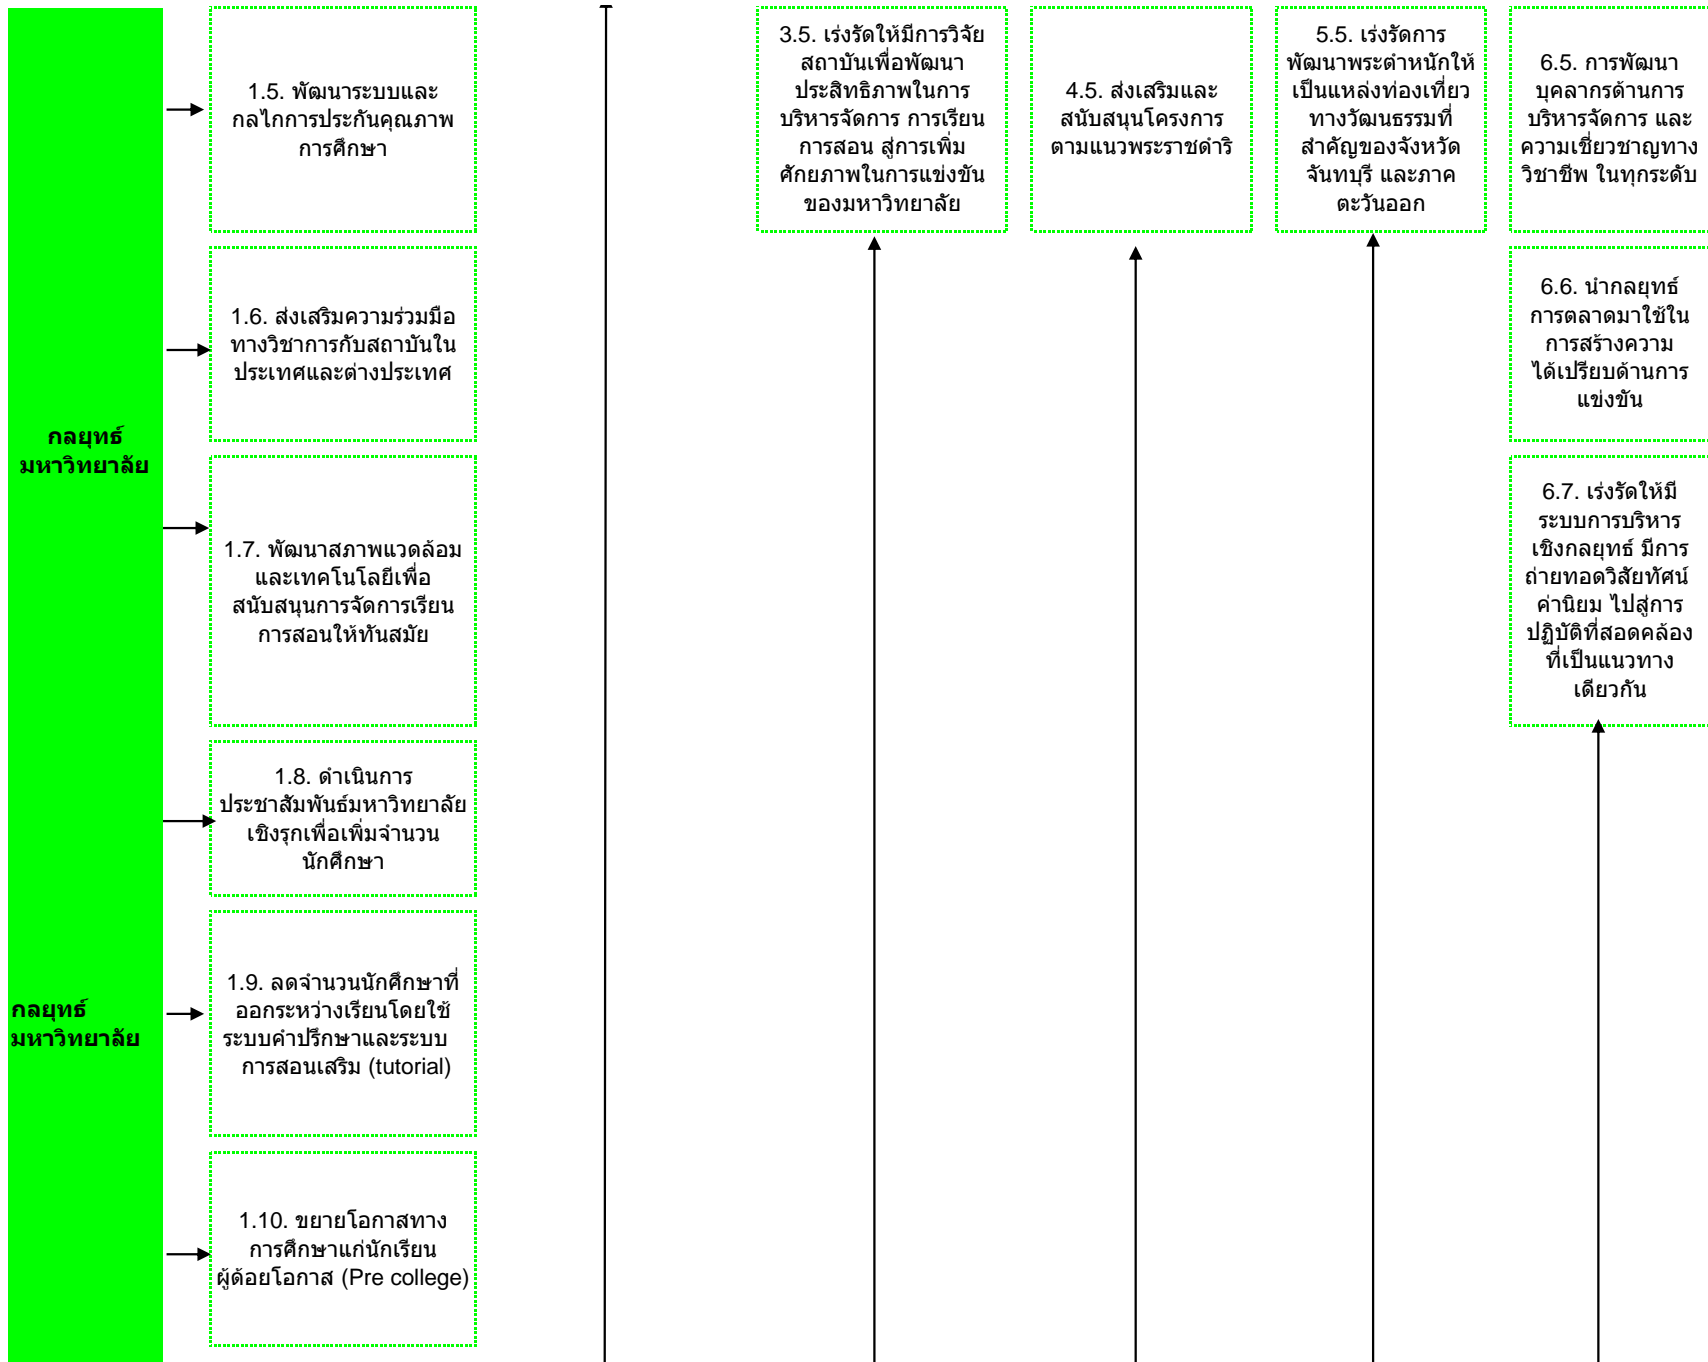 กลยุทธ์
มหาวิทยาลัย
กลยุทธ์
มหาวิทยาลัย
1.5. พัฒนาระบบและ
กลไกการประกันคุณภาพ
การศึกษา
1.6. ส่งเสริมความร่วมมือ
ทางวิชาการกับสถาบันใน
ประเทศและต่างประเทศ
1.7. พัฒนาสภาพแวดล้อม
และเทคโนโลยีเพื่อ
สนับสนุนการจัดการเรียน
การสอนให้ทันสมัย
1.8. ดำเนินการ
ประชาสัมพันธ์มหาวิทยาลัย
เชิงรุกเพื่อเพิ่มจำนวน
นักศึกษา
1.9. ลดจำนวนนักศึกษาที่
ออกระหว่างเรียนโดยใช้
ระบบคำปรึกษาและระบบ
การสอนเสริม (tutorial)
1.10. ขยายโอกาสทาง
การศึกษาแก่นักเรียน
ผู้ด้อยโอกาส (Pre college)
3.5. เร่งรัดให้มีการวิจัย
สถาบันเพื่อพัฒนา
ประสิทธิภาพในการ
บริหารจัดการ การเรียน
การสอน สู่การเพิ่ม
ศักยภาพในการแข่งขัน
ของมหาวิทยาลัย
4.5. ส่งเสริมและ
สนับสนุนโครงการ
ตามแนวพระราชดำริ
5.5. เร่งรัดการ
พัฒนาพระตำหนักให้
เป็นแหล่งท่องเที่ยว
ทางวัฒนธรรมที่
สำคัญของจังหวัด
จันทบุรี และภาค
ตะวันออก
6.5. การพัฒนา
บุคลากรด้านการ
บริหารจัดการ และ
ความเชี่ยวชาญทาง
วิชาชีพ ในทุกระดับ
6.6. นำกลยุทธ์
การตลาดมาใช้ใน
การสร้างความ
ได้เปรียบด้านการ
แข่งขัน
6.7. เร่งรัดให้มี
ระบบการบริหาร
เชิงกลยุทธ์ มีการ
ถ่ายทอดวิสัยทัศน์
ค่านิยม ไปสู่การ
ปฏิบัติที่สอดคล้อง
ที่เป็นแนวทาง
เดียวกัน